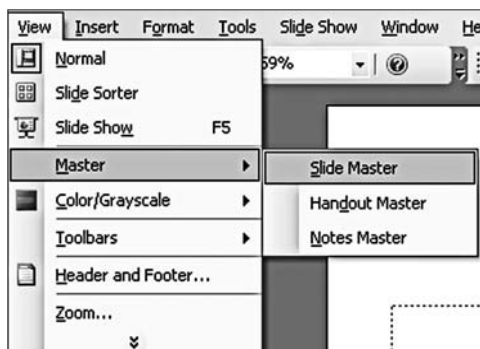 View Insert Format Tools Slide Show Window
Normal
59%
Slide Sorter
Slide Show F5
Master
Slide Master
Color/Grayscale
Handout Master
Toolbars
Notes Master
Header and Footer...
Zoom...